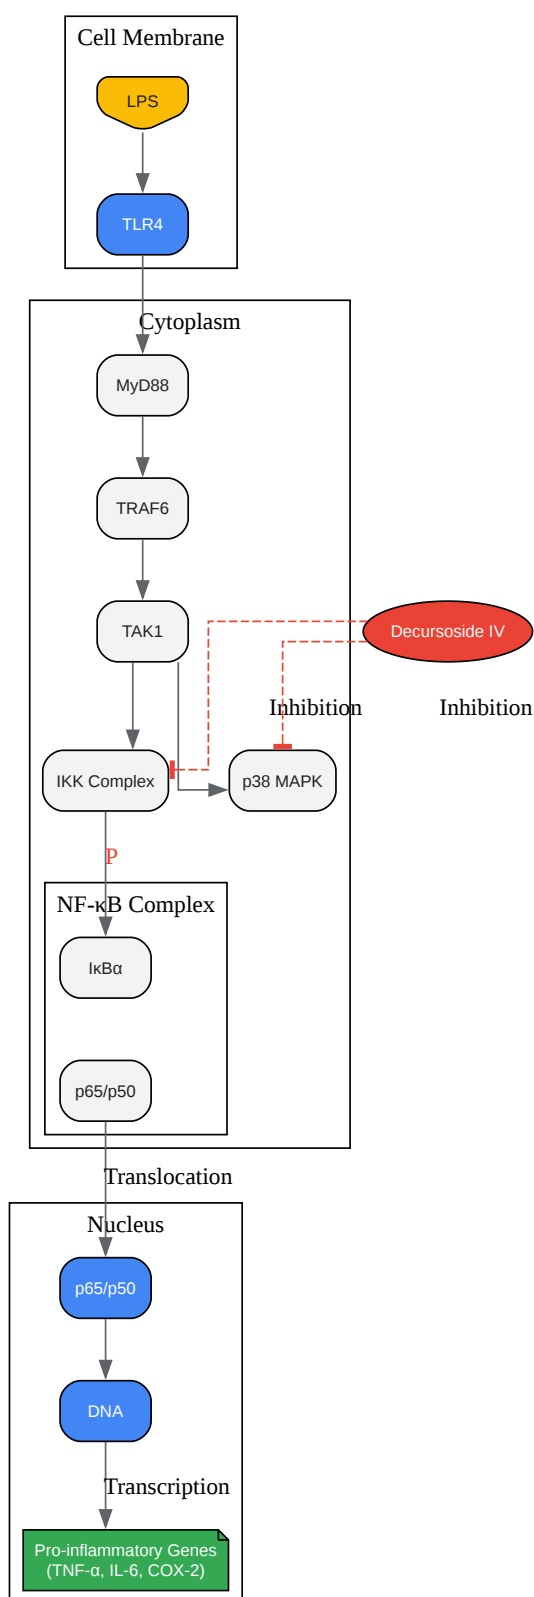 Cell Membrane
LPS
TLR4
Cytoplasm
MyD88
TRAF6
TAK1
Decursoside IV
Inhibition
Inhibition
IKK Complex
p38 MAPK
P
NF-κB Complex
IκBα
p65/p50
Translocation
Nucleus
p65/p50
DNA
Transcription
Pro-inflammatory Genes
(TNF-α, IL-6, COX-2)